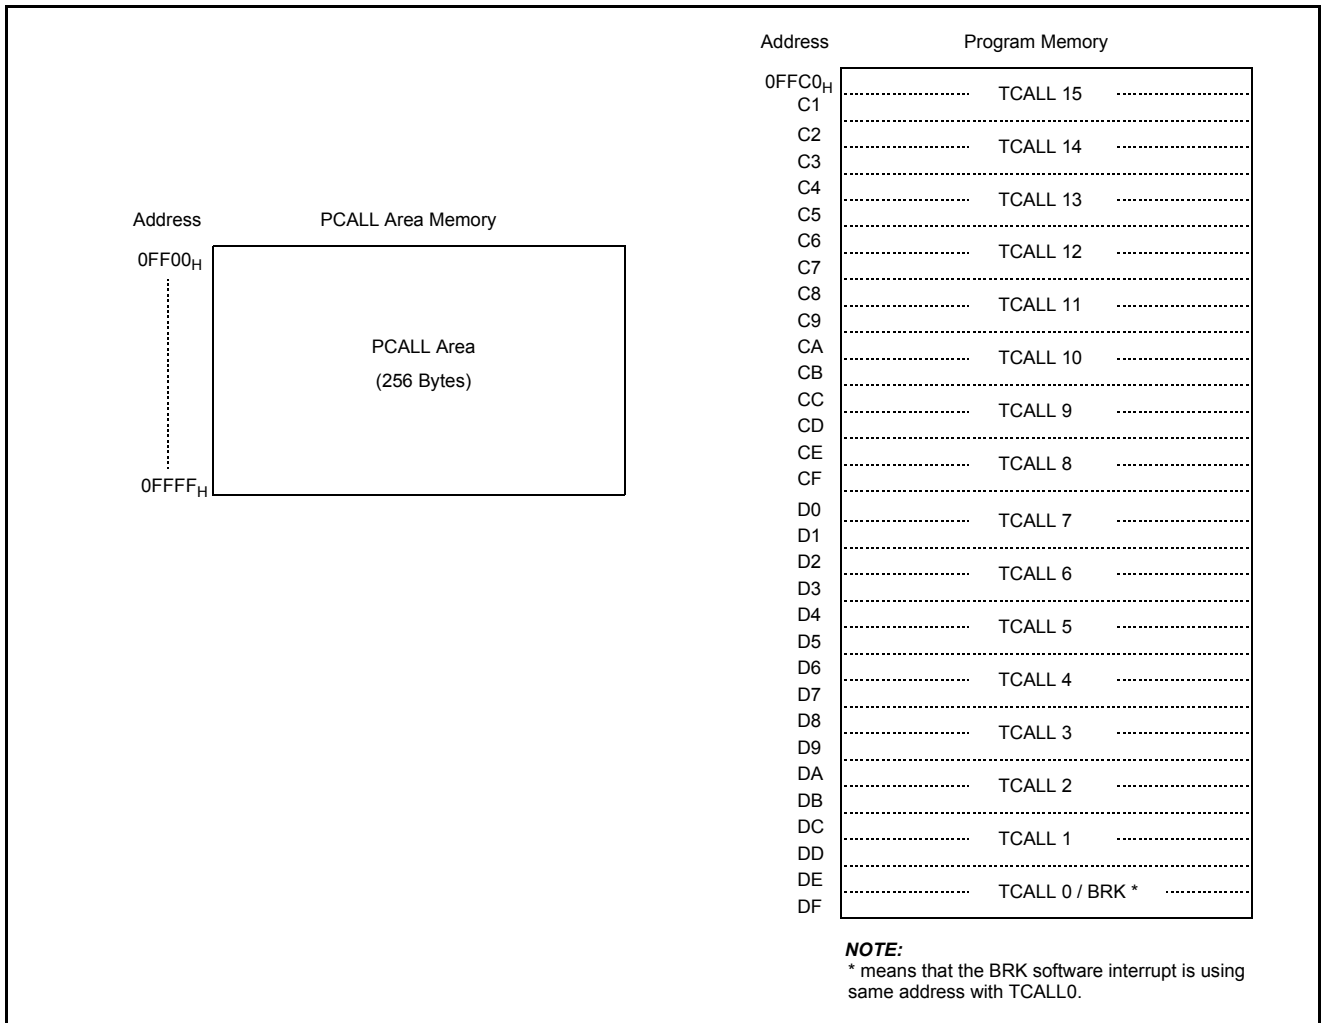 Address PCALL Area Memory
0FF00H
PCALL Area
(256 Bytes)
0FFFFH
Address Program Memory
0FFC0H
TCALL 15
C1
C2
TCALL 14
C3
C4
TCALL 13
C5
C6
TCALL 12
C7
C8
TCALL 11
C9
CA
TCALL 10
CB
CC
TCALL 9
CD
CE
TCALL 8
CF
D0
TCALL 7
D1
D2
TCALL 6
D3
D4
TCALL 5
D5
D6
TCALL 4
D7
D8
TCALL 3
D9
DA
TCALL 2
DB
DC
TCALL 1
DD
DE
TCALL 0 / BRK *
DF
NOTE:
* means that the BRK software interrupt is using
same address with TCALL0.